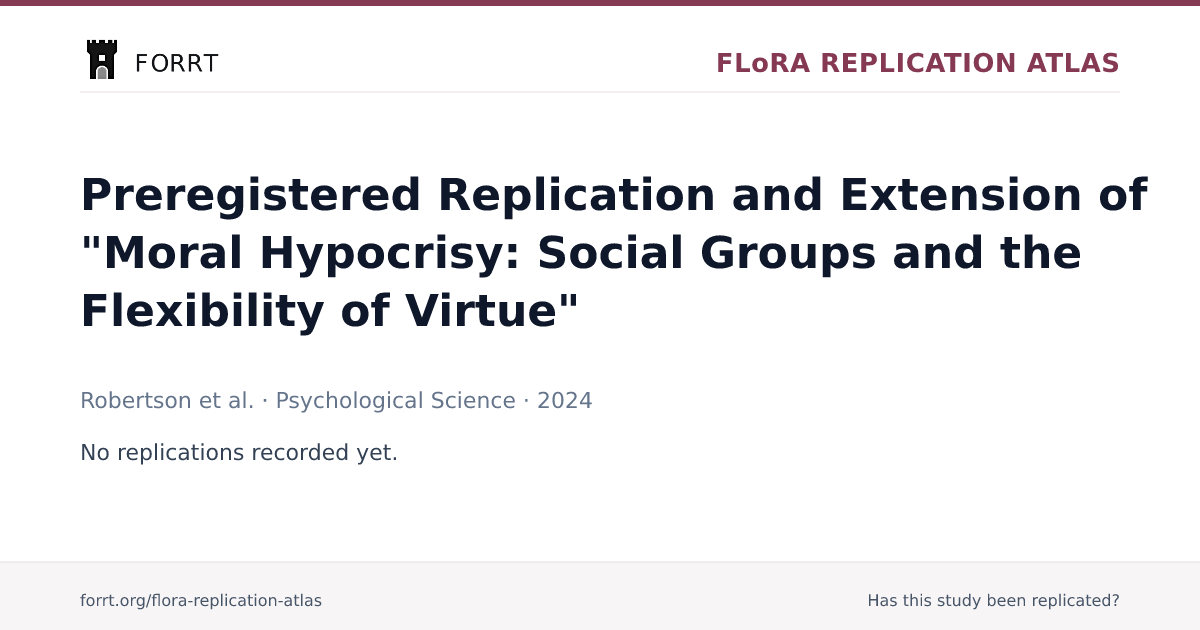 FORRT
FLoRA REPLICATION ATLAS
Preregistered Replication and Extension of
"Moral Hypocrisy: Social Groups and the
Flexibility of Virtue"
Robertson et al. · Psychological Science · 2024
No replications recorded yet.
forrt.org/flora-replication-atlas
Has this study been replicated?